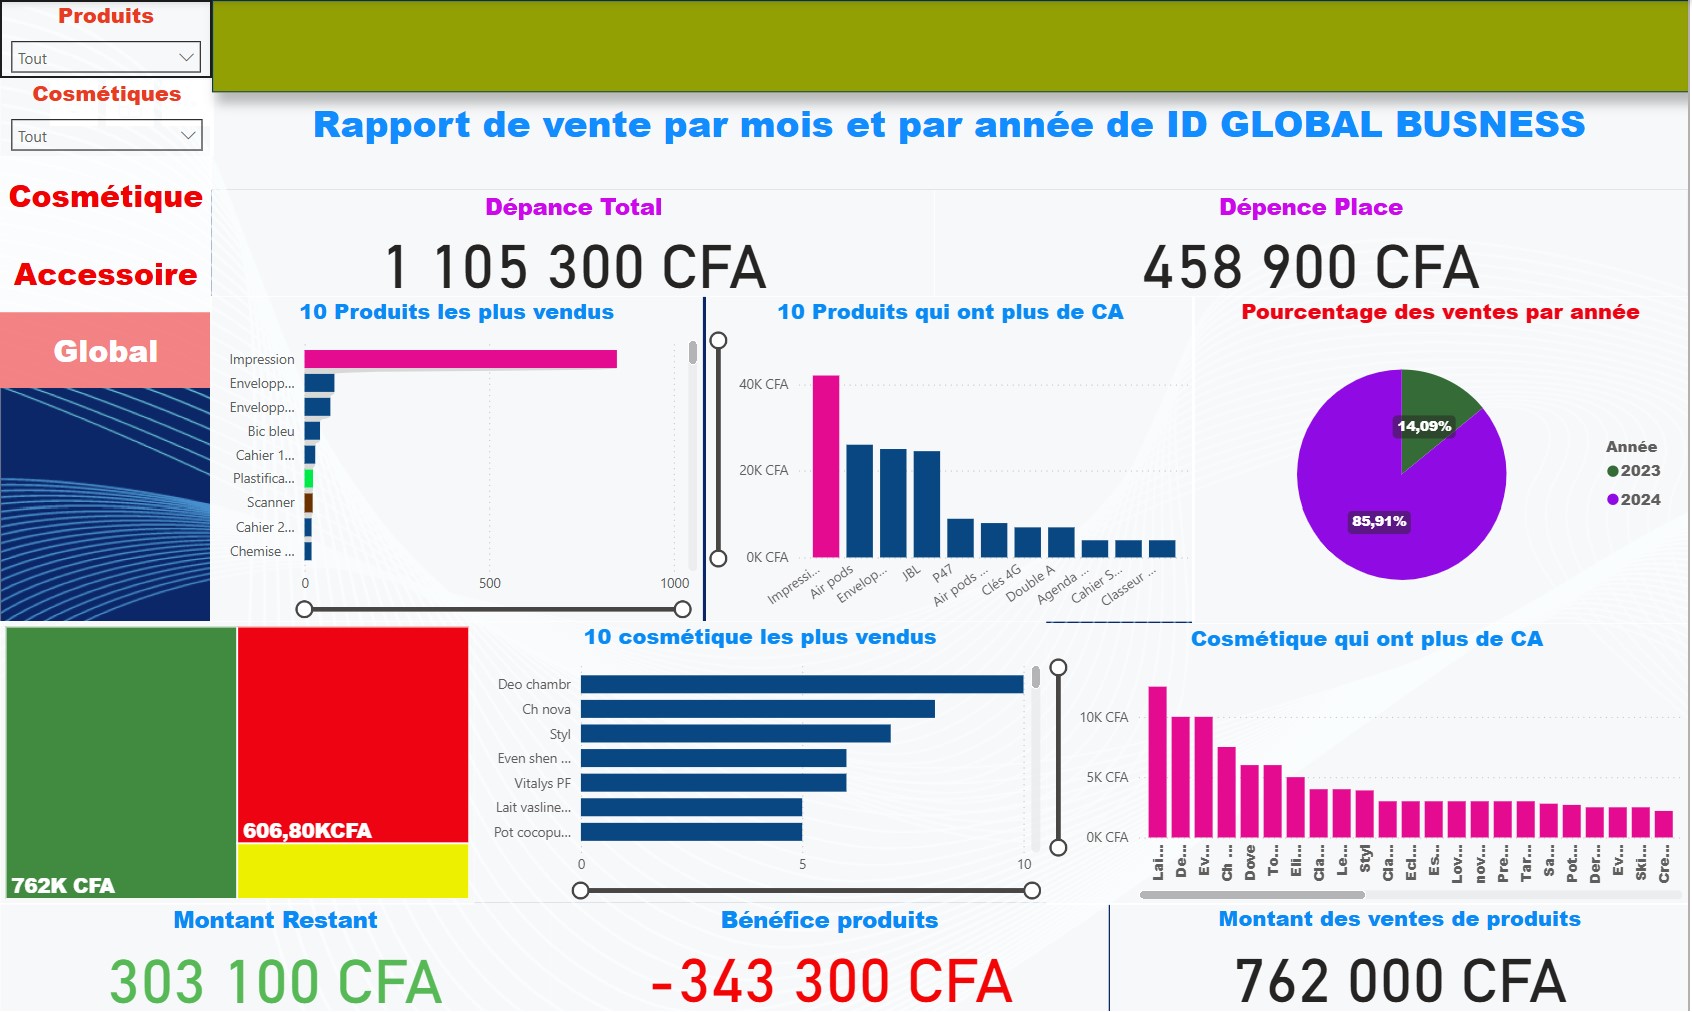 Produits
Tout
Cosmétiques
Tout
Cosmétique
Accessoire
Global
Rapport de vente par mois et par année de ID GLOBAL BUSNESS
Dépance Total
1 105 300 CFA
Dépence Place
458 900 CFA
10 Produits les plus vendus
Impression
Envelopp...
Envelopp...
Bic bleu
Cahier 1...
Plastifica...
Scanner
Cahier 2...
Chemise ...
0
500
1000
10 Produits qui ont plus de CA
40K CFA
20K CFA
0K CFA
Impressi...
Air pods
Envelop...
JBL
P47
Air pods ...
Clés 4G
Double A
Agenda ...
Cahier S...
Classeur ...
Pourcentage des ventes par année
14,09%
85,91%
Année
2023
2024
762K CFA
606,80KCFA
10 cosmétique les plus vendus
Deo chambr
Ch nova
Styl
Even shen ...
Vitalys PF
Lait vasline...
Pot cocopu...
0
5
10
Cosmétique qui ont plus de CA
10K CFA
5K CFA
0K CFA
Lai...
De...
Ev...
Ch ...
Dove
To...
Eli...
Cla...
Le...
Styl
Cla...
Ecl...
Es...
Lov...
nov...
Pre...
Tar...
Sa...
Pot...
Der...
Ev...
Ski...
Cre...
Montant Restant
303 100 CFA
Bénéfice produits
-343 300 CFA
Montant des ventes de produits
762 000 CFA